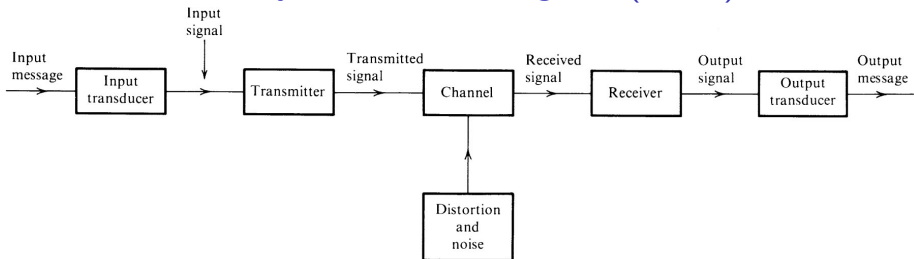 Input
signal
Input
message
Input
transducer
Transmitter
Transmitted
signal
Channel
Received
signal
Receiver
Output
signal
Output
transducer
Output
message
Distortion
and
noise